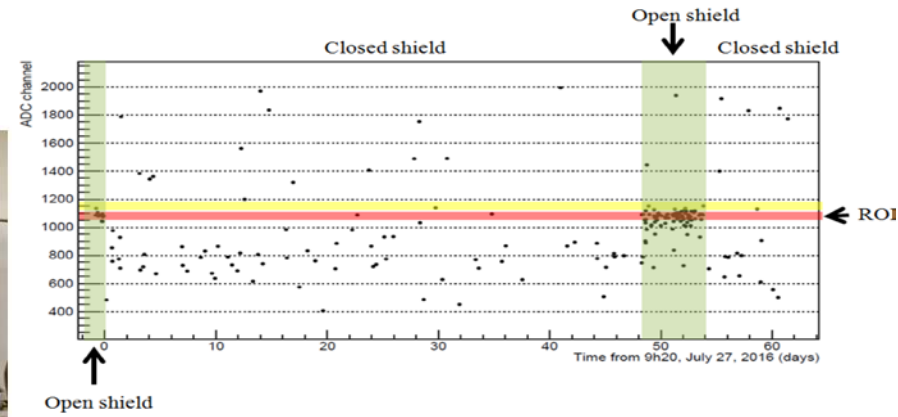 Open shield
Closed shield
Closed shield
ADC channel
2000
1800
1600
1400
1200
1000
800
600
400
ROI
0
10
20
30
40
50
60
Time from 9h20, July 27, 2016 (days)
Open shield